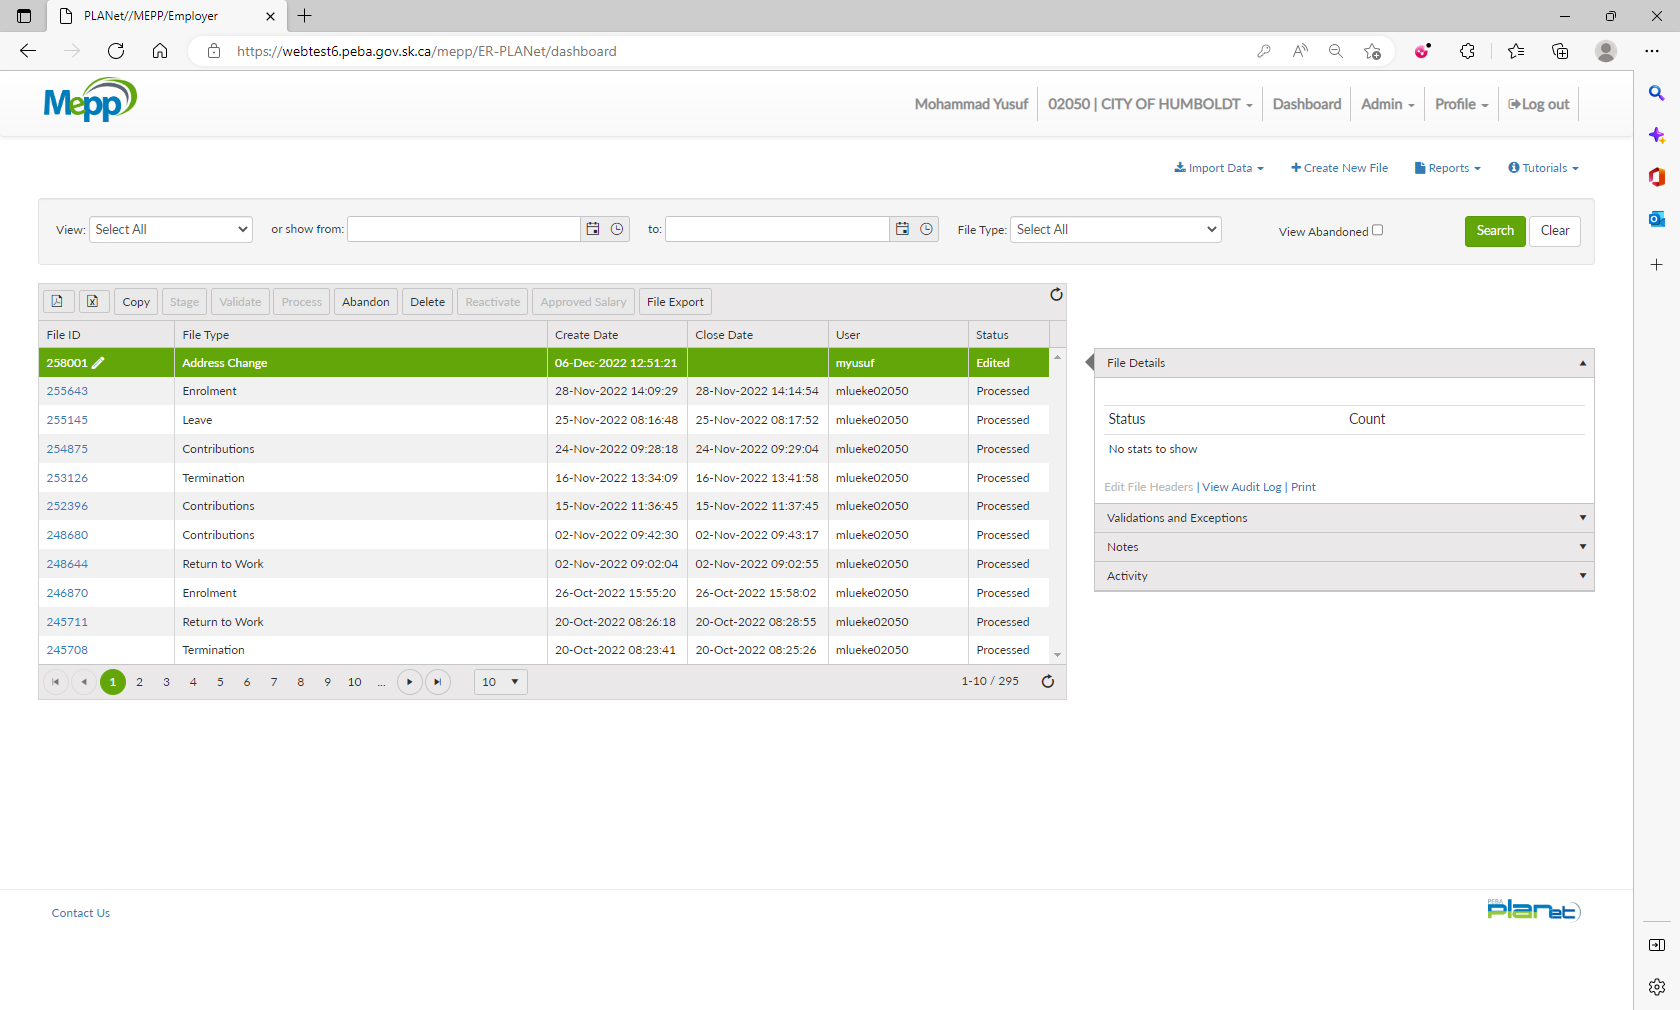 PLANet//MEPP/Employer
https://webtest6.peba.gov.sk.ca/mepp/ER-PLANet/dashboard
Mepp
Mohammad Yusuf
02050 | CITY OF HUMBOLDT
Dashboard
Admin
Profile
Log out
Import Data
Create New File
Reports
Tutorials
View: Select All or show from: to: File Type: Select All View Abandoned Search Clear
Copy Stage Validate Process Abandon Delete Reactivate Approved Salary File Export
File ID File Type Create Date Close Date User Status
258001 Address Change 06-Dec-2022 12:51:21 myusuf Edited
255643 Enrolment 28-Nov-2022 14:09:29 28-Nov-2022 14:14:54 mlueke02050 Processed
255145 Leave 25-Nov-2022 08:16:48 25-Nov-2022 08:17:52 mlueke02050 Processed
254875 Contributions 24-Nov-2022 09:28:18 24-Nov-2022 09:29:04 mlueke02050 Processed
253126 Termination 16-Nov-2022 13:34:09 16-Nov-2022 13:41:58 mlueke02050 Processed
252396 Contributions 15-Nov-2022 11:36:45 15-Nov-2022 11:37:45 mlueke02050 Processed
248680 Contributions 02-Nov-2022 09:42:30 02-Nov-2022 09:43:17 mlueke02050 Processed
248644 Return to Work 02-Nov-2022 09:02:04 02-Nov-2022 09:02:55 mlueke02050 Processed
246870 Enrolment 26-Oct-2022 15:55:20 26-Oct-2022 15:58:02 mlueke02050 Processed
245711 Return to Work 20-Oct-2022 08:26:18 20-Oct-2022 08:28:55 mlueke02050 Processed
245708 Termination 20-Oct-2022 08:23:41 20-Oct-2022 08:25:26 mlueke02050 Processed
1 2 3 4 5 6 7 8 9 10 ... 10 1-10 / 295
File Details
Status Count
No stats to show
Edit File Headers | View Audit Log | Print
Validations and Exceptions
Notes
Activity
Contact Us
PEBA
planet